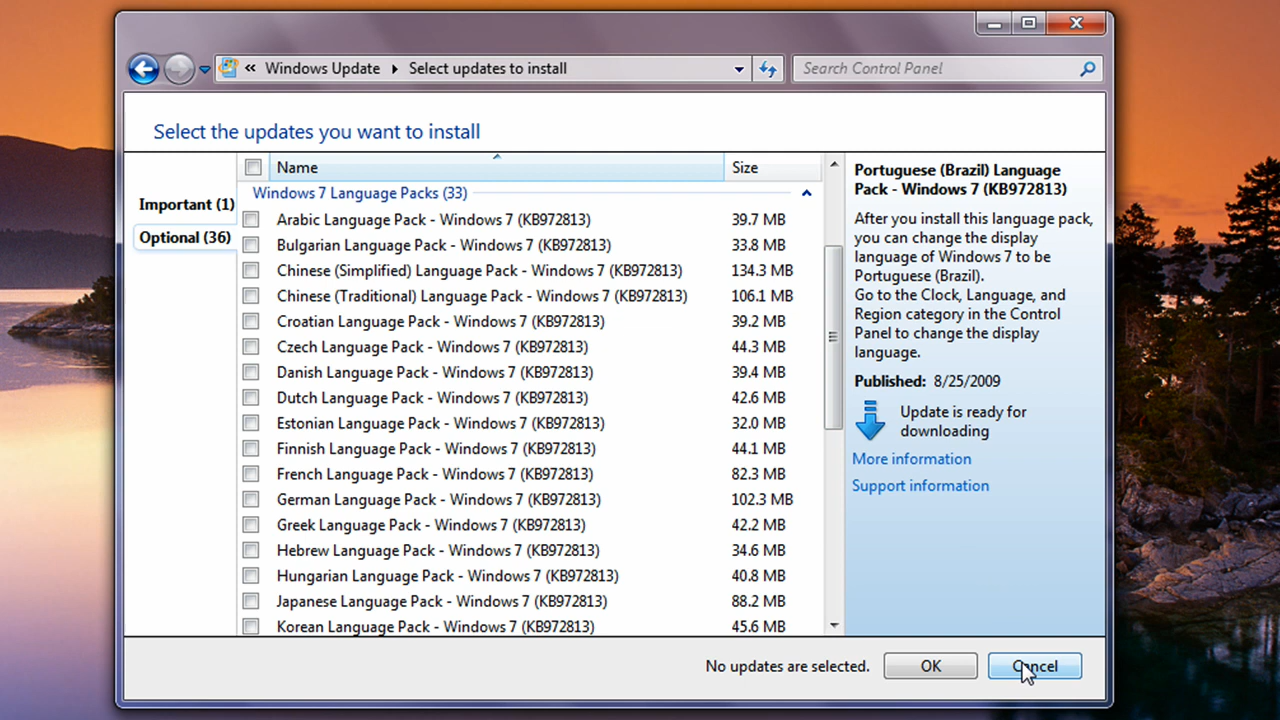 « Windows Update ▸ Select updates to install
Search Control Panel
Select the updates you want to install
Important (1)
Optional (36)
Name Size
Windows 7 Language Packs (33)
Arabic Language Pack - Windows 7 (KB972813) 39.7 MB
Bulgarian Language Pack - Windows 7 (KB972813) 33.8 MB
Chinese (Simplified) Language Pack - Windows 7 (KB972813) 134.3 MB
Chinese (Traditional) Language Pack - Windows 7 (KB972813) 106.1 MB
Croatian Language Pack - Windows 7 (KB972813) 39.2 MB
Czech Language Pack - Windows 7 (KB972813) 44.3 MB
Danish Language Pack - Windows 7 (KB972813) 39.4 MB
Dutch Language Pack - Windows 7 (KB972813) 42.6 MB
Estonian Language Pack - Windows 7 (KB972813) 32.0 MB
Finnish Language Pack - Windows 7 (KB972813) 44.1 MB
French Language Pack - Windows 7 (KB972813) 82.3 MB
German Language Pack - Windows 7 (KB972813) 102.3 MB
Greek Language Pack - Windows 7 (KB972813) 42.2 MB
Hebrew Language Pack - Windows 7 (KB972813) 34.6 MB
Hungarian Language Pack - Windows 7 (KB972813) 40.8 MB
Japanese Language Pack - Windows 7 (KB972813) 88.2 MB
Korean Language Pack - Windows 7 (KB972813) 45.6 MB
Portuguese (Brazil) Language
Pack - Windows 7 (KB972813)
After you install this language pack,
you can change the display
language of Windows 7 to be
Portuguese (Brazil).
Go to the Clock, Language, and
Region category in the Control
Panel to change the display
language.
Published: 8/25/2009
Update is ready for
downloading
More information
Support information
No updates are selected.
OK
Cancel